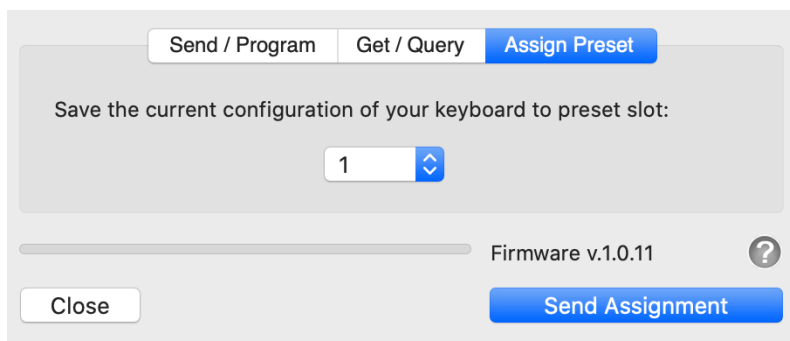 Send / Program Get / Query Assign Preset
Save the current configuration of your keyboard to preset slot:
1
Firmware v.1.0.11 ?
Close Send Assignment